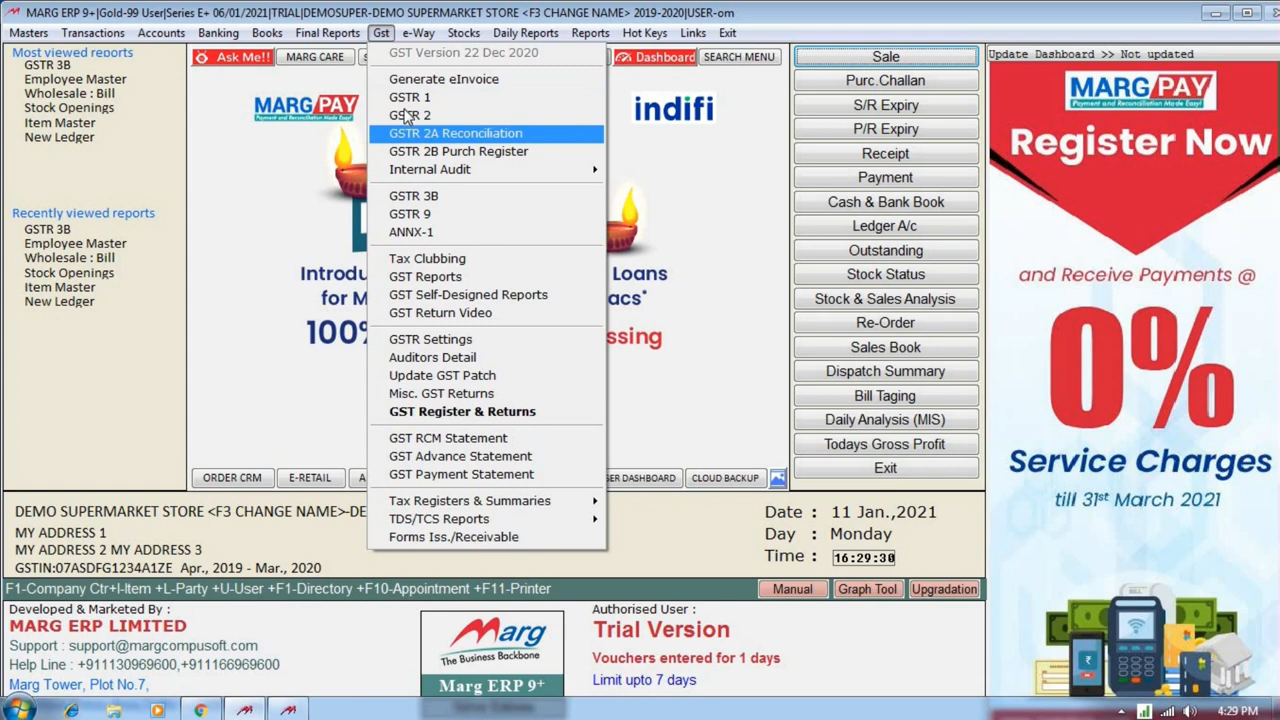 MARG ERP 9+|Gold-99 User|Series E+ 06/01/2021|TRIAL|DEMOSUPER-DEMO SUPERMARKET STORE <F3 CHANGE NAME> 2019-2020|USER-om
Masters Transactions Accounts Banking Books Final Reports Gst e-Way Stocks Daily Reports Reports Hot Keys Links Exit
Most viewed reports
GSTR 3B
Employee Master
Wholesale : Bill
Stock Openings
Item Master
New Ledger
Recently viewed reports
GSTR 3B
Employee Master
Wholesale : Bill
Stock Openings
Item Master
New Ledger
Ask Me!! MARG CARE Dashboard SEARCH MENU
MARG PAY
indifi
Loans
for M
100%
ssing
GST Version 22 Dec 2020
Generate eInvoice
GSTR 1
GSTR 2
GSTR 2A Reconciliation
GSTR 2B Purch Register
Internal Audit
GSTR 3B
GSTR 9
ANNX-1
Tax Clubbing
GST Reports
GST Self-Designed Reports
GST Return Video
GSTR Settings
Auditors Detail
Update GST Patch
Misc. GST Returns
GST Register & Returns
GST RCM Statement
GST Advance Statement
GST Payment Statement
Tax Registers & Summaries
TDS/TCS Reports
Forms Iss./Receivable
ORDER CRM E-RETAIL SER DASHBOARD CLOUD BACKUP
Sale
Purc.Challan
S/R Expiry
P/R Expiry
Receipt
Payment
Cash & Bank Book
Ledger A/c
Outstanding
Stock Status
Stock & Sales Analysis
Re-Order
Sales Book
Dispatch Summary
Bill Taging
Daily Analysis (MIS)
Todays Gross Profit
Exit
Update Dashboard >> Not updated
MARG PAY
Payment & Reconciliation Made Easy!
Register Now
and Receive Payments @
0%
Service Charges
till 31st March 2021
DEMO SUPERMARKET STORE <F3 CHANGE NAME>-DE
MY ADDRESS 1
MY ADDRESS 2 MY ADDRESS 3
GSTIN:07ASDFG1234A1ZE Apr., 2019 - Mar., 2020
Date : 11 Jan.,2021
Day : Monday
Time : 16:29:30
F1-Company Ctr+I-Item +L-Party +U-User +F1-Directory +F10-Appointment +F11-Printer
Manual Graph Tool Upgradation
Developed & Marketed By :
MARG ERP LIMITED
Support : support@margcompusoft.com
Help Line : +911130969600,+911166969600
Marg Tower, Plot No.7,
Marg
The Business Backbone
Marg ERP 9+
Authorised User :
Trial Version
Vouchers entered for 1 days
Limit upto 7 days
4:29 PM